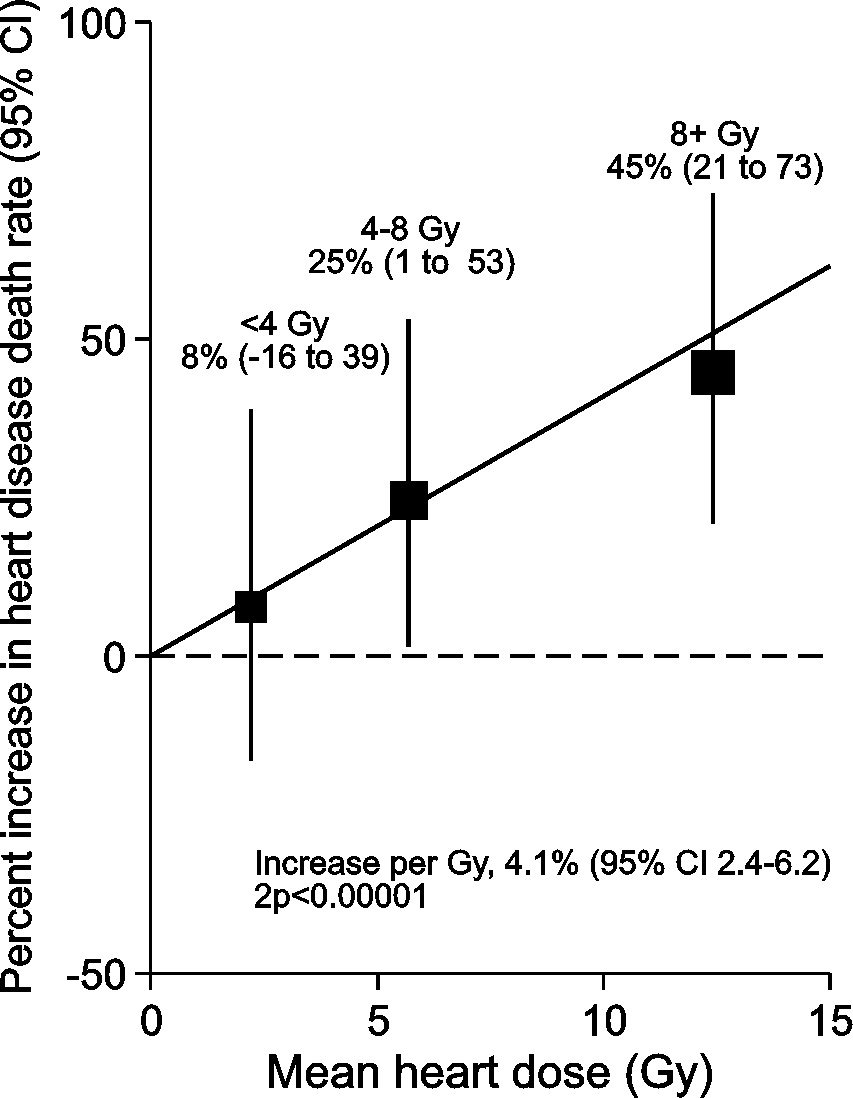 Percent increase in heart disease death rate (95% CI)
100
8+ Gy
45% (21 to 73)
4-8 Gy
25% (1 to  53)
<4 Gy
8% (-16 to 39)
50
0
Increase per Gy, 4.1% (95% CI 2.4-6.2)
2p<0.00001
-50
0
5
10
15
Mean heart dose (Gy)